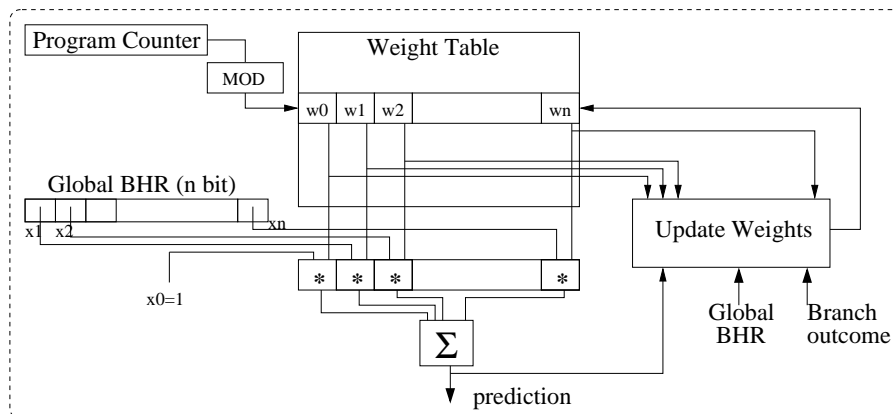 Program Counter
Weight Table
MOD
w0 w1 w2 wn
Global BHR (n bit)
x1 x2 xn
Update Weights
* * * *
x0=1
Global
BHR
Branch
outcome
Σ
prediction